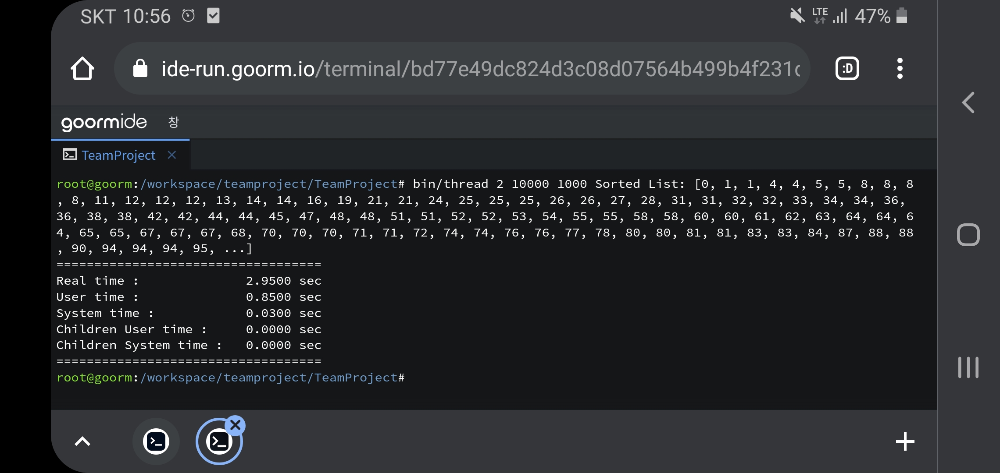 SKT 10:56
LTE 47%
ide-run.goorm.io/terminal/bd77e49dc824d3c08d07564b499b4f231c
:D
goormide 창
TeamProject
root@goorm:/workspace/teamproject/TeamProject# bin/thread 2 10000 1000 Sorted List: [0, 1, 1, 4, 4, 5, 5, 8, 8, 8
, 8, 11, 12, 12, 12, 13, 14, 14, 16, 19, 21, 21, 24, 25, 25, 25, 26, 26, 27, 28, 31, 31, 32, 32, 33, 34, 34, 36,
36, 38, 38, 42, 42, 44, 44, 45, 47, 48, 48, 51, 51, 52, 52, 53, 54, 55, 55, 58, 58, 60, 60, 61, 62, 63, 64, 64, 6
4, 65, 65, 67, 67, 67, 68, 70, 70, 70, 71, 71, 72, 74, 74, 76, 76, 77, 78, 80, 80, 81, 81, 83, 83, 84, 87, 88, 88
, 90, 94, 94, 94, 95, ...]
===================================
Real time : 2.9500 sec
User time : 0.8500 sec
System time : 0.0300 sec
Children User time : 0.0000 sec
Children System time : 0.0000 sec
===================================
root@goorm:/workspace/teamproject/TeamProject#